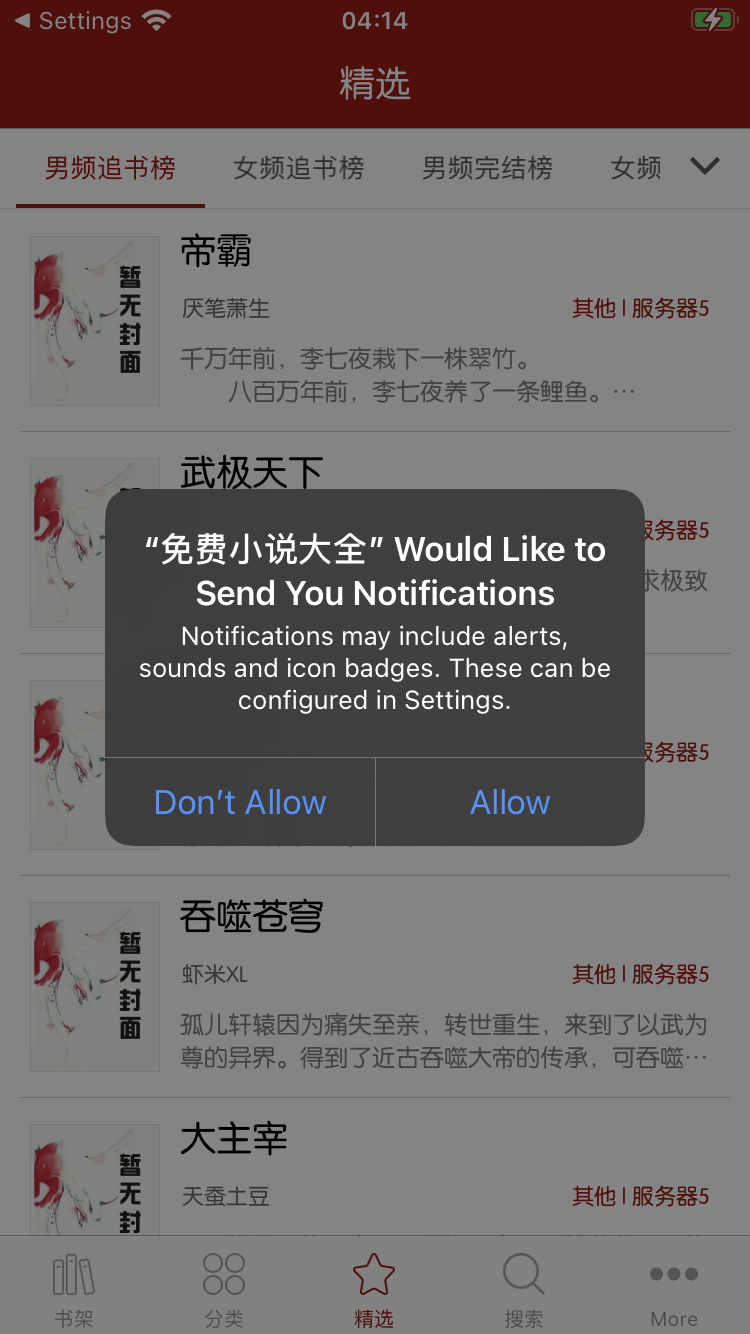 Settings
04:14
精选
男频追书榜 女频追书榜 男频完结榜 女频
帝霸
暂无封面
厌笔萧生 其他 | 服务器5
千万年前，李七夜栽下一株翠竹。
八百万年前，李七夜养了一条鲤鱼。…
武极天下
服务器5
求极致
“免费小说大全” Would Like to
Send You Notifications
Notifications may include alerts,
sounds and icon badges. These can be
configured in Settings.
服务器5
Don’t Allow Allow
吞噬苍穹
暂无封面
虾米XL 其他 | 服务器5
孤儿轩辕因为痛失至亲，转世重生，来到了以武为
尊的异界。得到了近古吞噬大帝的传承，可吞噬…
大主宰
暂无封
天蚕土豆 其他 | 服务器5
书架 分类 精选 搜索 More